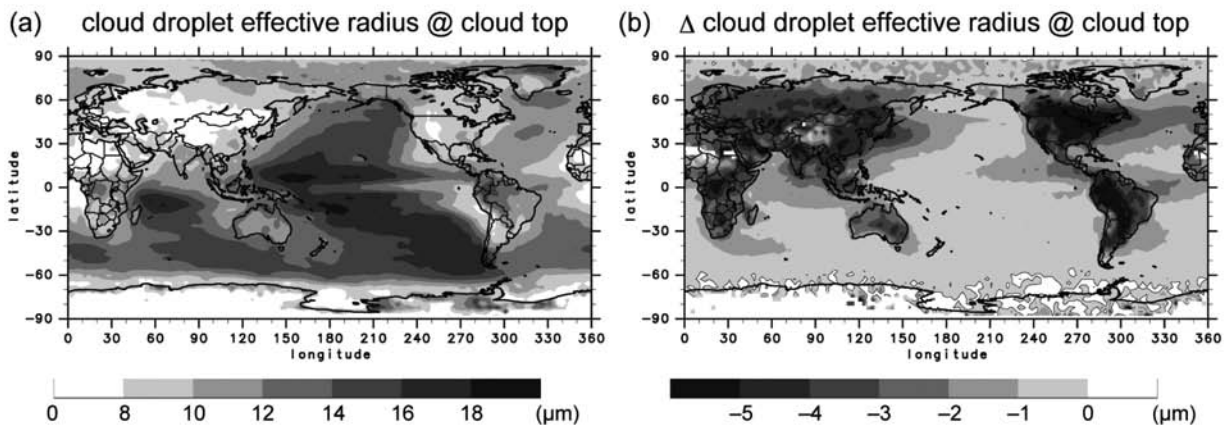 (a) cloud droplet effective radius @ cloud top
90
60
30
0
−30
−60
−90
latitude
0 30 60 90 120 150 180 210 240 270 300 330 360
longitude
0 8 10 12 14 16 18 (μm)
(b) Δ cloud droplet effective radius @ cloud top
90
60
30
0
−30
−60
−90
latitude
0 30 60 90 120 150 180 210 240 270 300 330 360
longitude
−5 −4 −3 −2 −1 0 (μm)